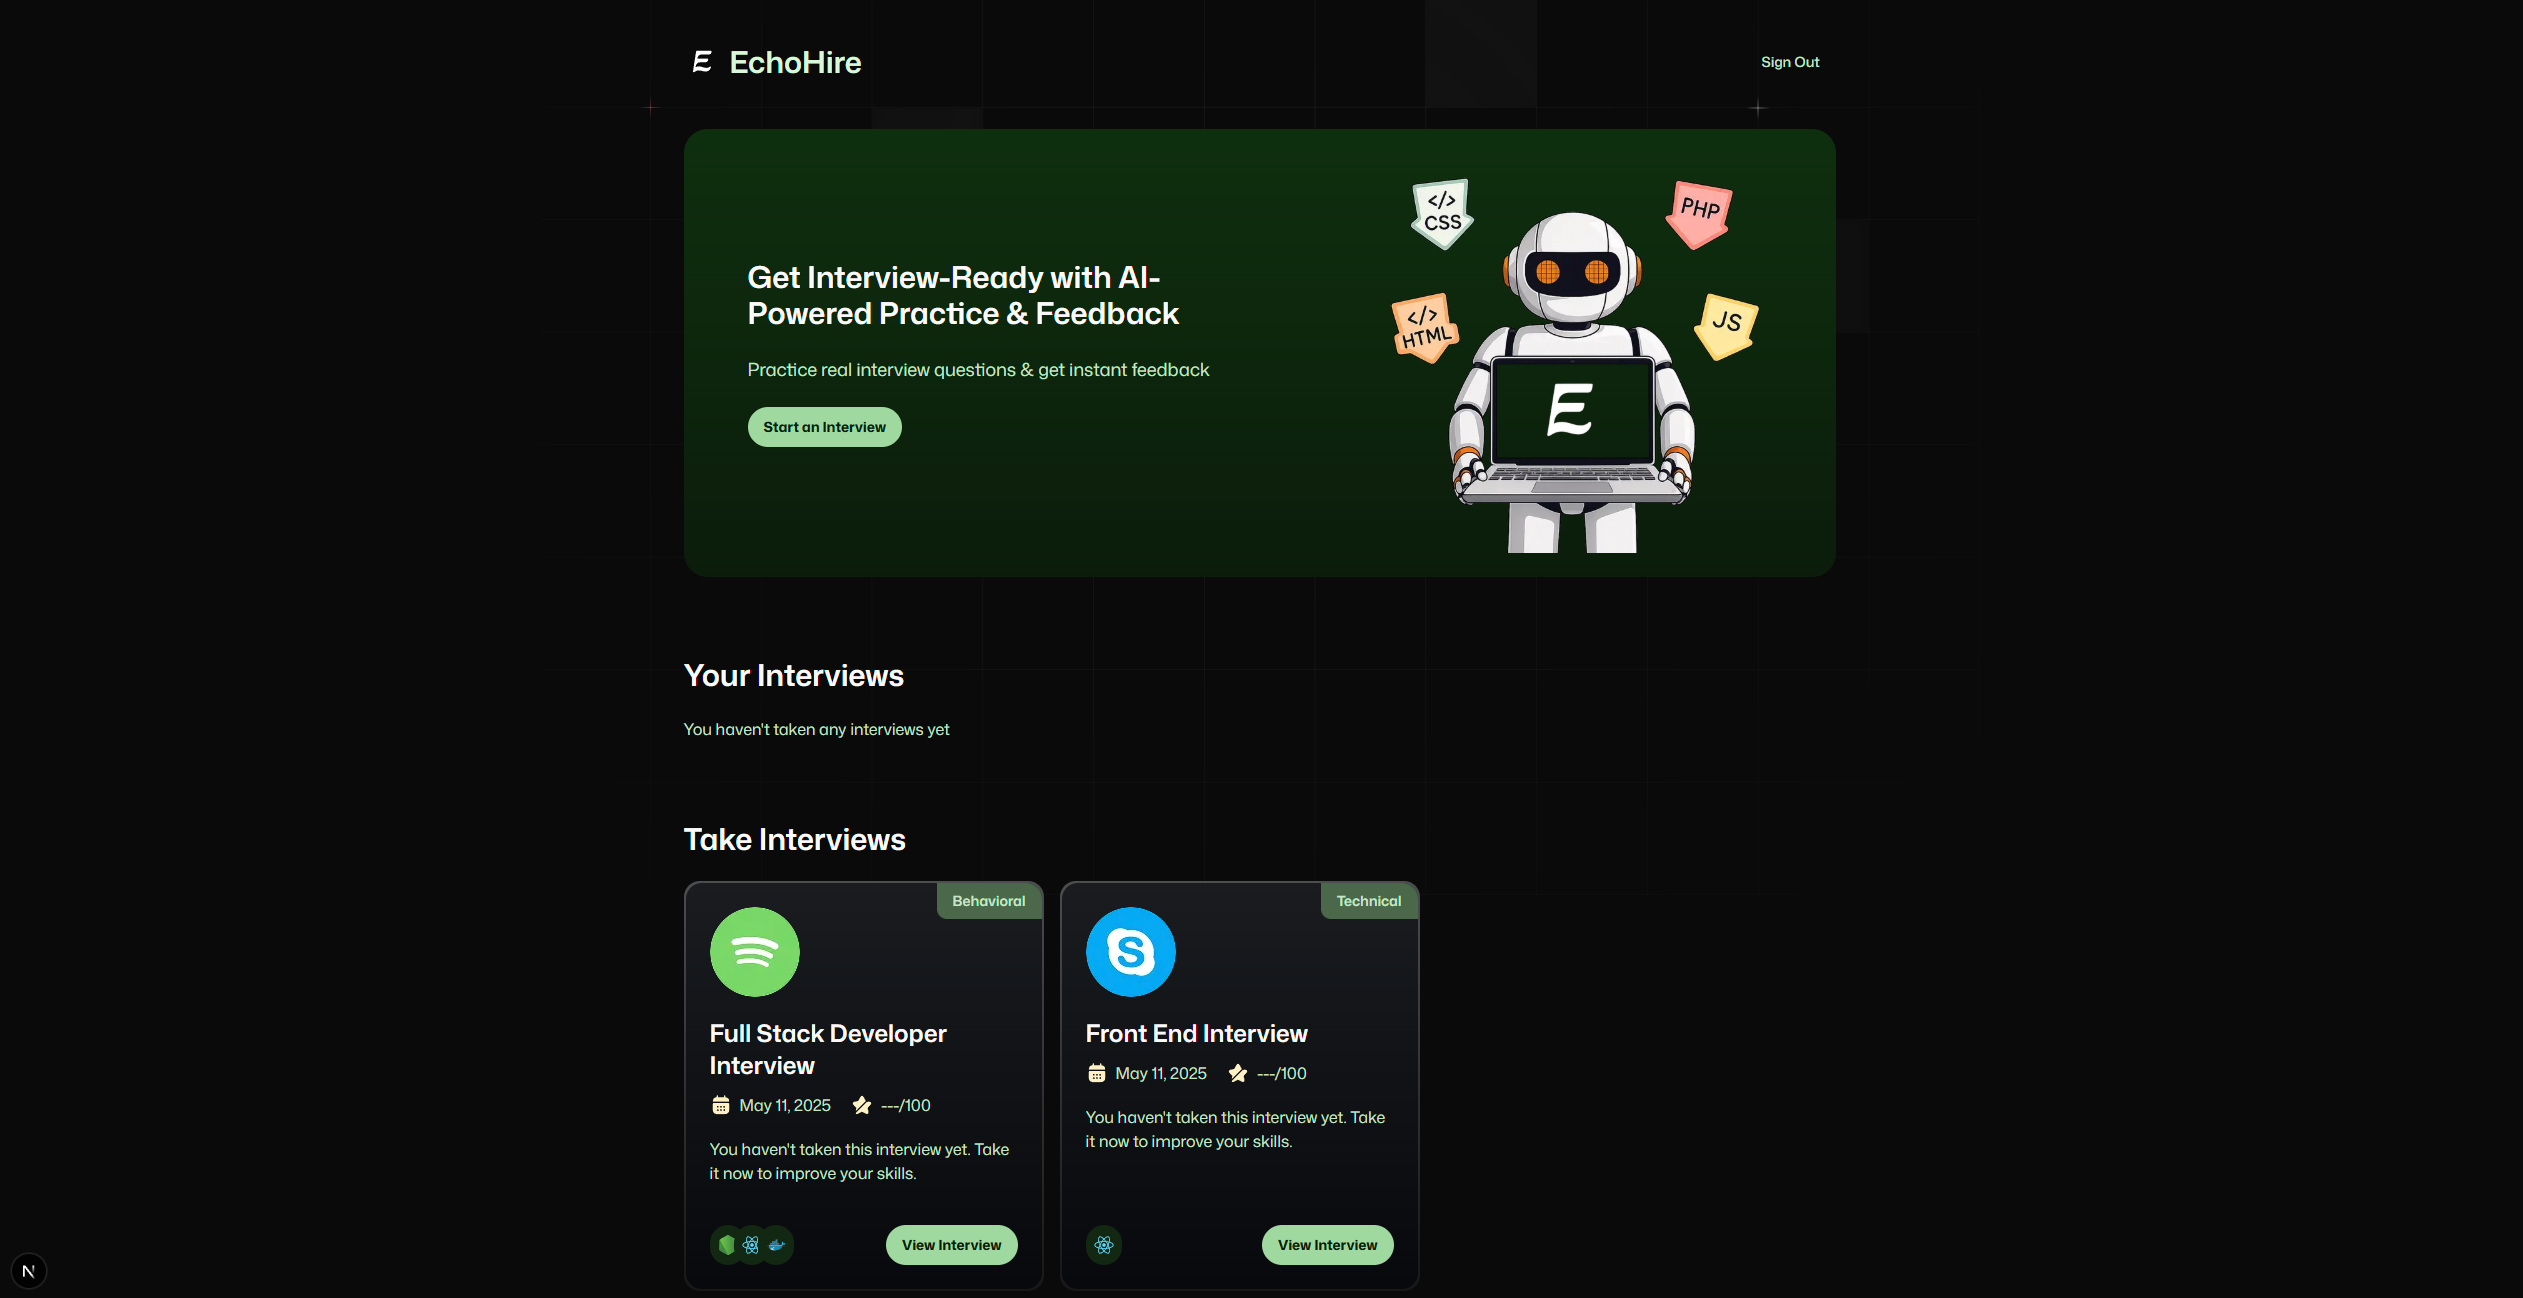 E EchoHire
Sign Out
</> CSS
PHP
Get Interview-Ready with AI-
Powered Practice & Feedback
</> HTML
JS
Practice real interview questions & get instant feedback
E
Start an Interview
Your Interviews
You haven't taken any interviews yet
Take Interviews
Behavioral
Full Stack Developer
Interview
May 11, 2025 ---/100
You haven't taken this interview yet. Take
it now to improve your skills.
View Interview
Technical
S
Front End Interview
May 11, 2025 ---/100
You haven't taken this interview yet. Take
it now to improve your skills.
View Interview
N